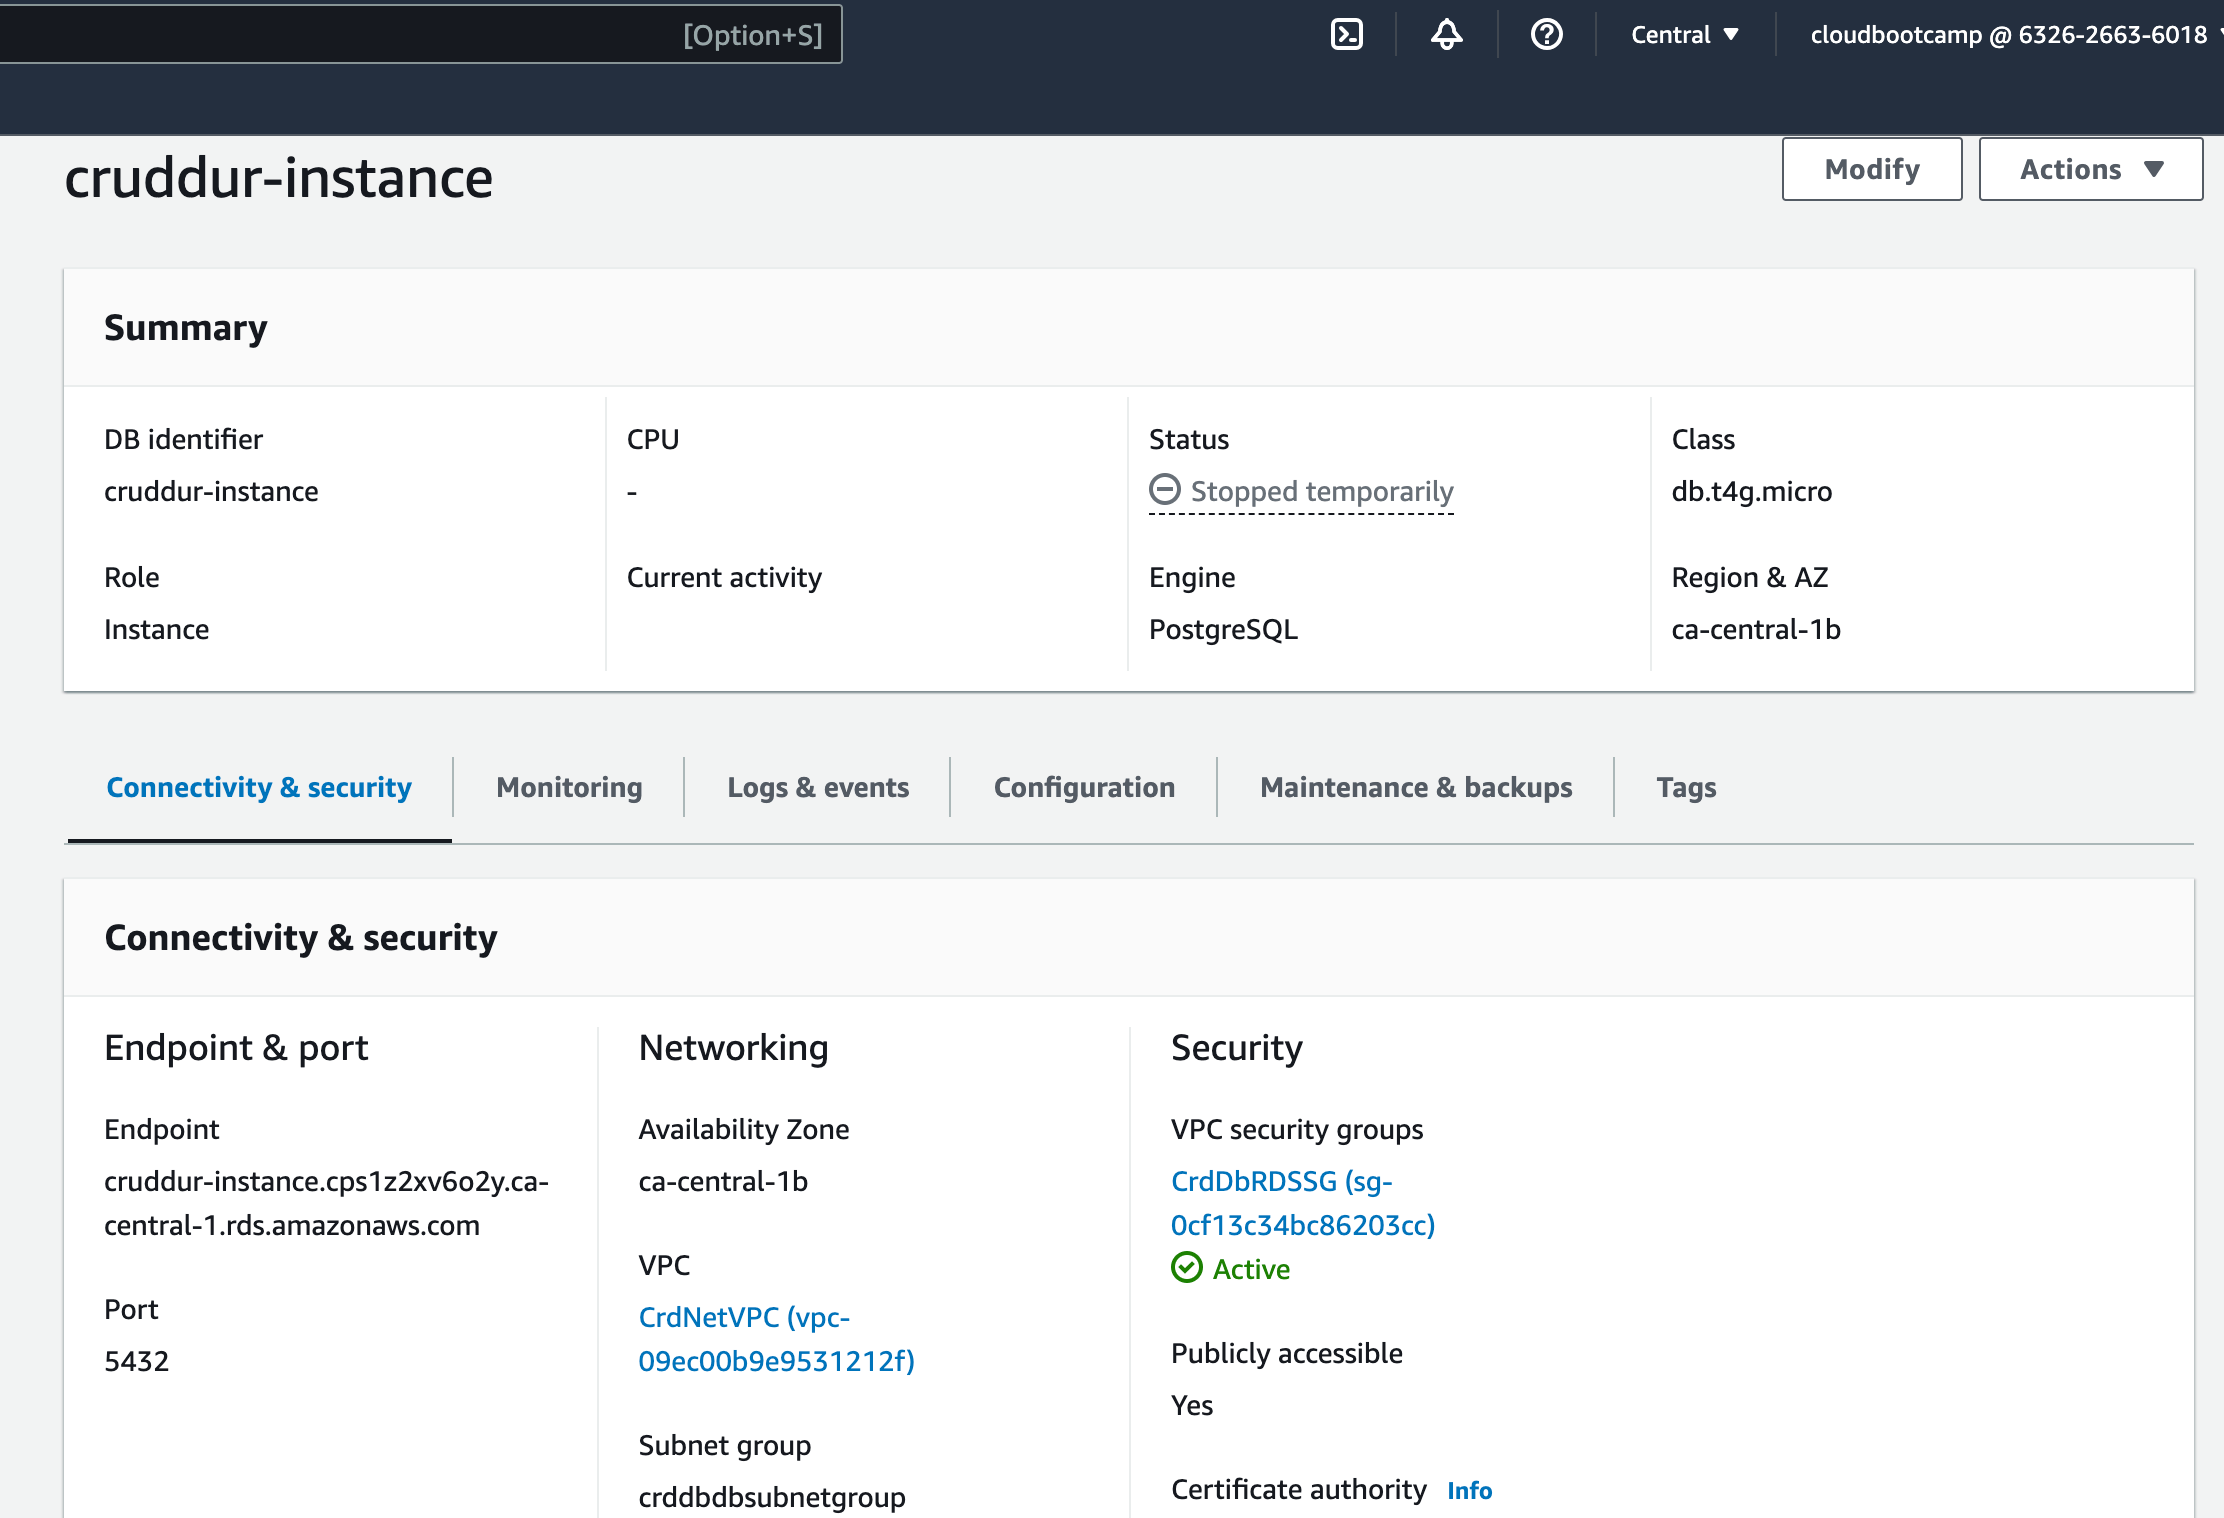 [Option+S]
Central
cloudbootcamp @ 6326-2663-6018
cruddur-instance
Modify
Actions
Summary
DB identifier
cruddur-instance
CPU
-
Status
Stopped temporarily
Class
db.t4g.micro
Role
Instance
Current activity
Engine
PostgreSQL
Region & AZ
ca-central-1b
Connectivity & security
Monitoring
Logs & events
Configuration
Maintenance & backups
Tags
Connectivity & security
Endpoint & port
Endpoint
cruddur-instance.cps1z2xv6o2y.ca-
central-1.rds.amazonaws.com
Port
5432
Networking
Availability Zone
ca-central-1b
VPC
CrdNetVPC (vpc-
09ec00b9e9531212f)
Subnet group
crddbdbsubnetgroup
Security
VPC security groups
CrdDbRDSSG (sg-
0cf13c34bc86203cc)
Active
Publicly accessible
Yes
Certificate authority Info